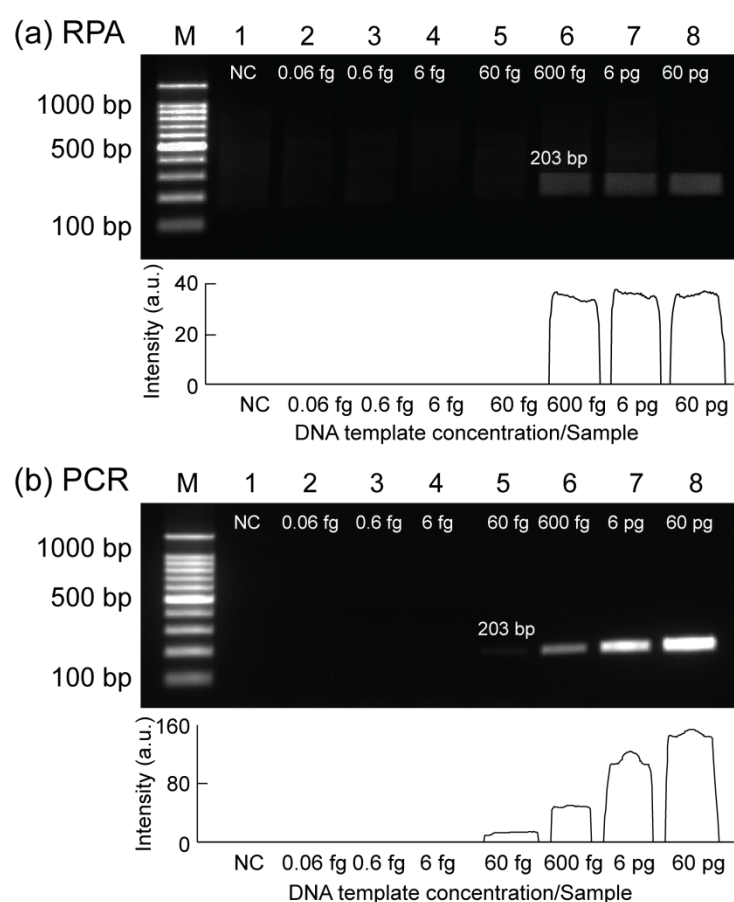 (a) RPA M 1 2 3 4 5 6 7 8
NC 0.06 fg 0.6 fg 6 fg 60 fg 600 fg 6 pg 60 pg
1000 bp
500 bp
203 bp
100 bp
Intensity (a.u.)
40
20
0
NC 0.06 fg 0.6 fg 6 fg 60 fg 600 fg 6 pg 60 pg
DNA template concentration/Sample
(b) PCR M 1 2 3 4 5 6 7 8
NC 0.06 fg 0.6 fg 6 fg 60 fg 600 fg 6 pg 60 pg
1000 bp
500 bp
203 bp
100 bp
Intensity (a.u.)
160
80
0
NC 0.06 fg 0.6 fg 6 fg 60 fg 600 fg 6 pg 60 pg
DNA template concentration/Sample